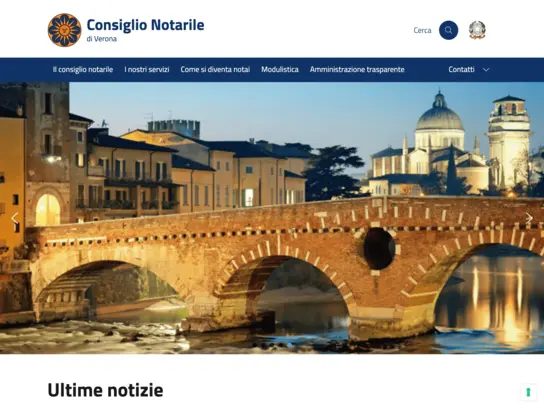 Consiglio Notarile
di Verona
Cerca
Il consiglio notarile I nostri servizi Come si diventa notai Modulistica Amministrazione trasparente Contatti
Ultime notizie